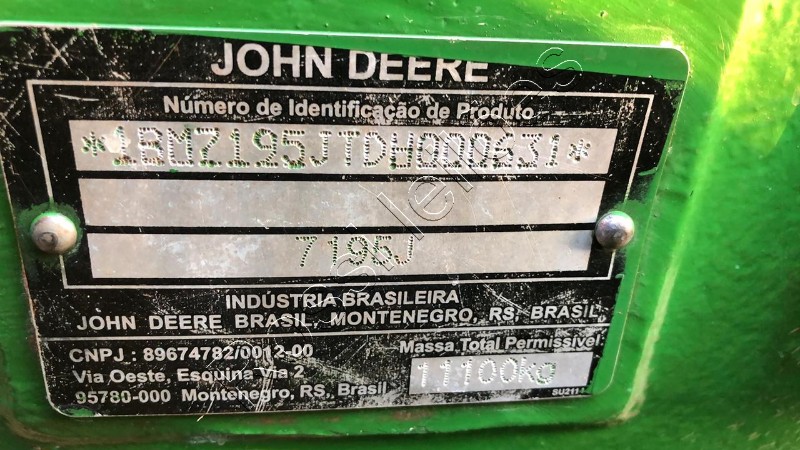 JOHN DEERE
Número de Identificação de Produto
*1BM7195JTDH000631*
7195J
INDÚSTRIA BRASILEIRA
JOHN DEERE BRASIL, MONTENEGRO, RS, BRASIL,
CNPJ : 89674782/0012-00
Massa Total Permissível
Via Oeste, Esquina Via 2
11100kg
95780-000 Montenegro, RS, Brasil